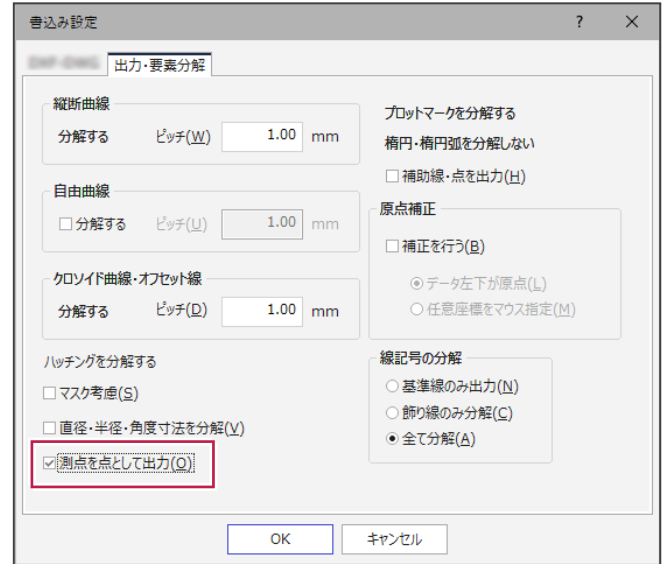 書込み設定
? ×
出力・要素分解
縦断曲線
分解する ピッチ(W) 1.00 mm
自由曲線
分解する ピッチ(U) 1.00 mm
クロソイド曲線・オフセット線
分解する ピッチ(D) 1.00 mm
ハッチングを分解する
マスク考慮(S)
直径・半径・角度寸法を分解(V)
測点を点として出力(O)
プロットマークを分解する
楕円・楕円弧を分解しない
補助線・点を出力(H)
原点補正
補正を行う(B)
データ左下が原点(L)
任意座標をマウス指定(M)
線記号の分解
基準線のみ出力(N)
飾り線のみ分解(C)
全て分解(A)
OK キャンセル